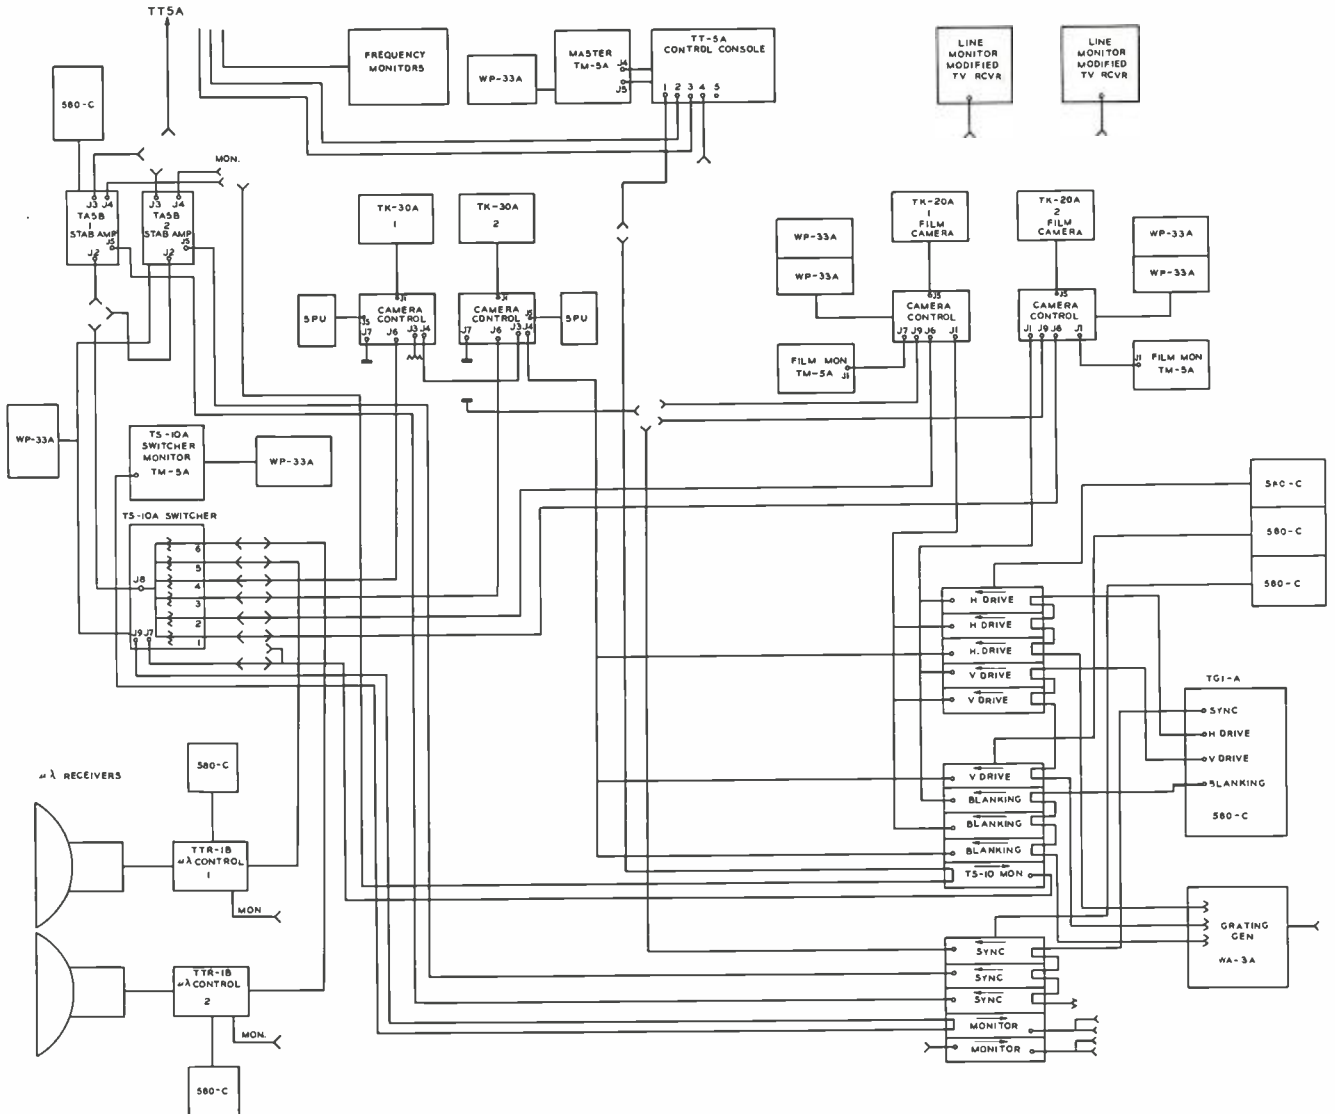 TT5A
FREQUENCY
MONITORS
WP-33A
MASTER
TM-5A
J4
J5
TT-5A
CONTROL CONSOLE
1 2 3 4 5
LINE
MONITOR
MODIFIED
TV RCVR
LINE
MONITOR
MODIFIED
TV RCVR
580-C
MON.
J3 J4
TA5B
1
STAB AMP
J5
J2
J3 J4
TA5B
2
STAB AMP
J5
J2
TK-30A
1
TK-30A
2
TK-20A
1
FILM
CAMERA
TK-20A
2
FILM
CAMERA
WP-33A
WP-33A
WP-33A
WP-33A
5PU
J1
CAMERA
CONTROL
J5
J7 J6 J3 J4
J1
CAMERA
CONTROL
J5
J7 J6 J3 J4
5PU
J5
CAMERA
CONTROL
J7 J9 J6 J1
J5
CAMERA
CONTROL
J1 J9 J6 J1
FILM MON
TM-5A
J1
J1
FILM MON
TM-5A
WP-33A
TS-10A
SWITCHER
MONITOR
TM-5A
WP-33A
TS-10A SWITCHER
6
5
4
3
2
1
J8
J9 J7
580-C
580-C
580-C
H DRIVE
H DRIVE
H. DRIVE
V DRIVE
V DRIVE
V DRIVE
BLANKING
BLANKING
BLANKING
TS-10 MON
TG1-A
SYNC
H DRIVE
V DRIVE
BLANKING
580-C
μλ RECEIVERS
580-C
TTR-1B
μλ CONTROL
1
MON
TTR-1B
μλ CONTROL
2
MON.
580-C
SYNC
SYNC
SYNC
MONITOR
MONITOR
GRATING
GEN
WA-3A